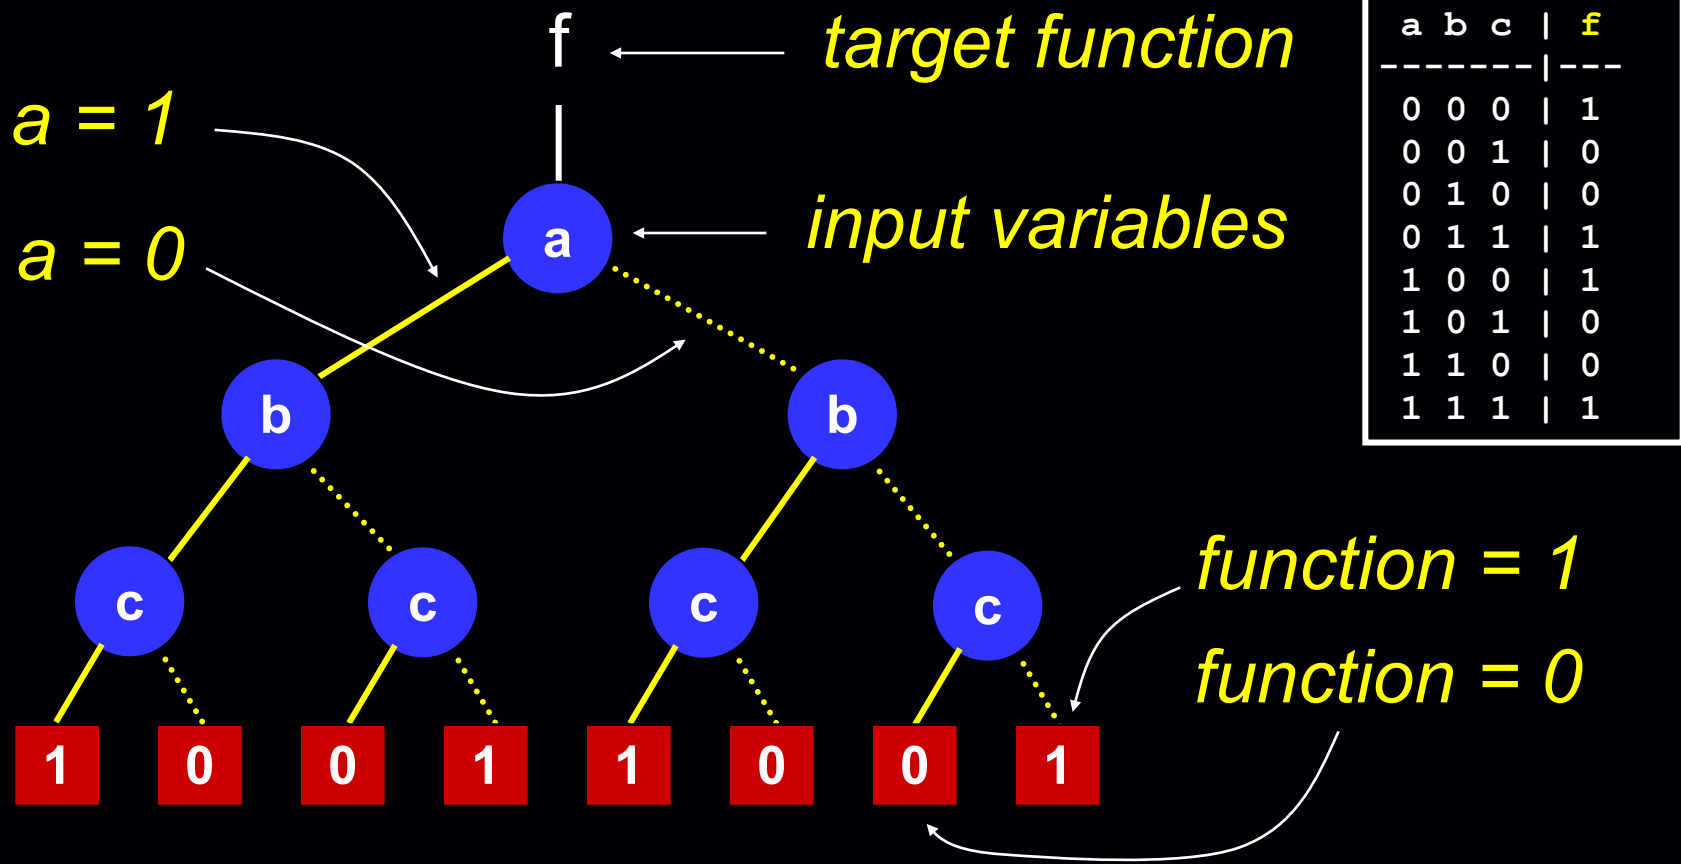 f
target function
a = 1
a
input variables
a = 0
b
b
c
c
c
c
function = 1
function = 0
1 0 0 1 1 0 0 1
a b c | f
-------|---
0 0 0 | 1
0 0 1 | 0
0 1 0 | 0
0 1 1 | 1
1 0 0 | 1
1 0 1 | 0
1 1 0 | 0
1 1 1 | 1